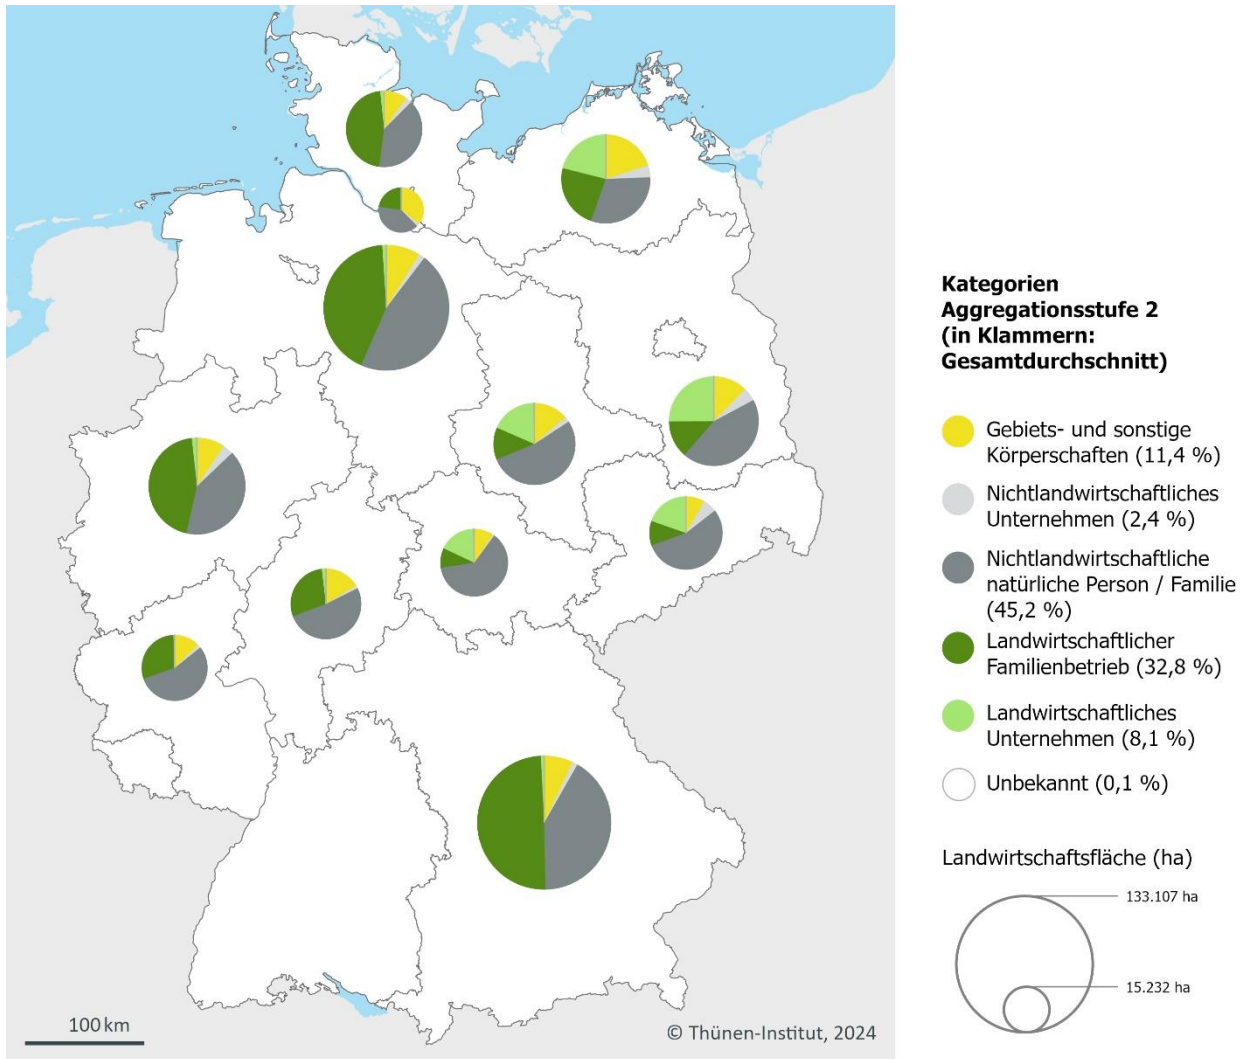 Kategorien
Aggregationsstufe 2
(in Klammern:
Gesamtdurchschnitt)
Gebiets- und sonstige
Körperschaften (11,4 %)
Nichtlandwirtschaftliches
Unternehmen (2,4 %)
Nichtlandwirtschaftliche
natürliche Person / Familie
(45,2 %)
Landwirtschaftlicher
Familienbetrieb (32,8 %)
Landwirtschaftliches
Unternehmen (8,1 %)
Unbekannt (0,1 %)
Landwirtschaftsfläche (ha)
133.107 ha
15.232 ha
100 km
© Thünen-Institut, 2024